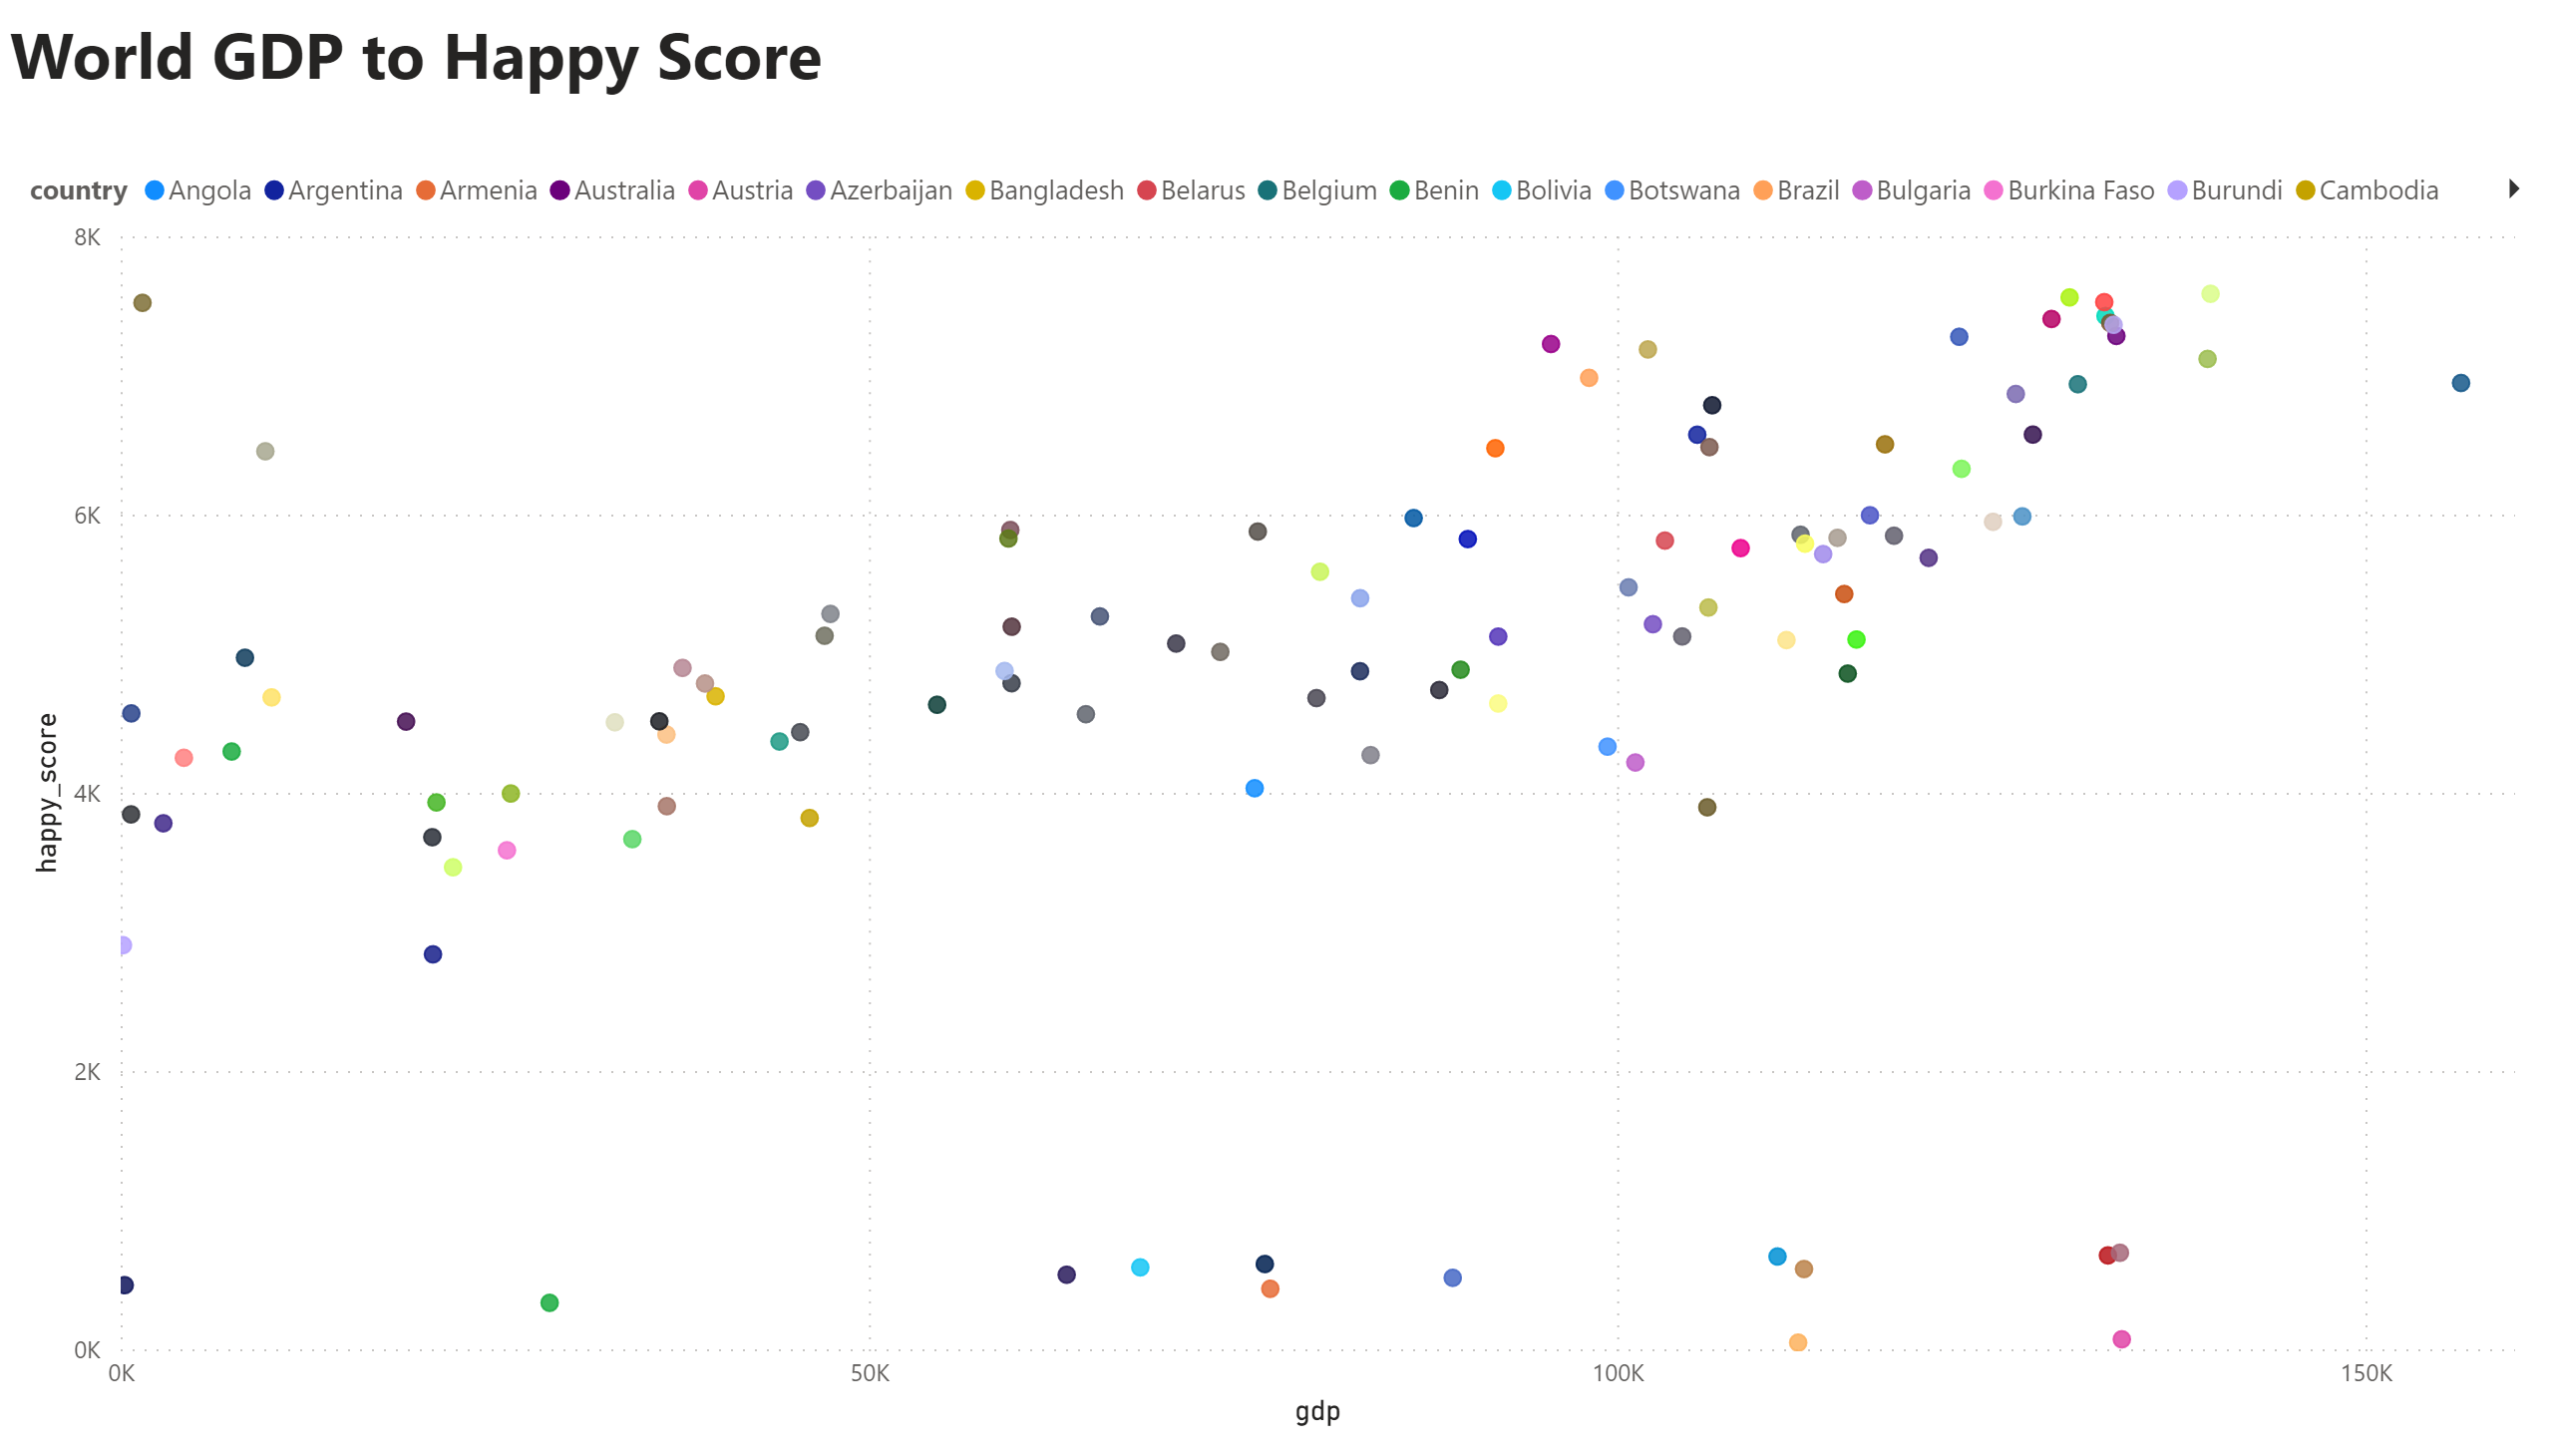 World GDP to Happy Score
country Angola Argentina Armenia Australia Austria Azerbaijan Bangladesh Belarus Belgium Benin Bolivia Botswana Brazil Bulgaria Burkina Faso Burundi Cambodia
8K
6K
4K
2K
0K
happy_score
0K 50K 100K 150K
gdp